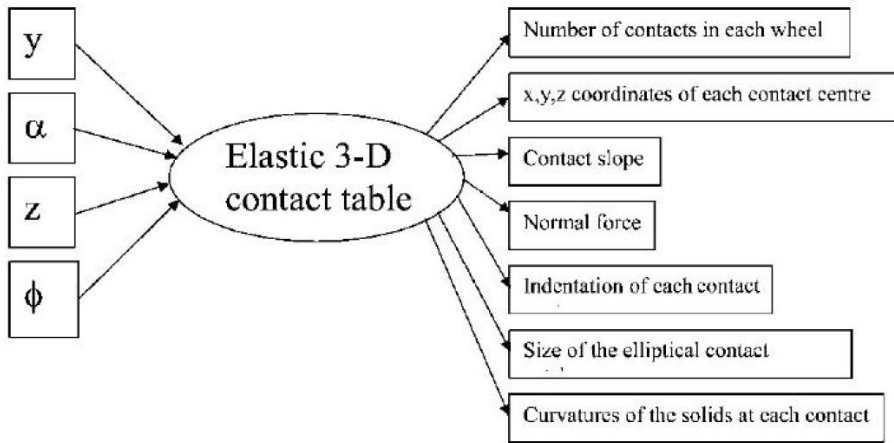 y
α
z
ϕ
Elastic 3-D
contact table
Number of contacts in each wheel
x,y,z coordinates of each contact centre
Contact slope
Normal force
Indentation of each contact
Size of the elliptical contact
Curvatures of the solids at each contact